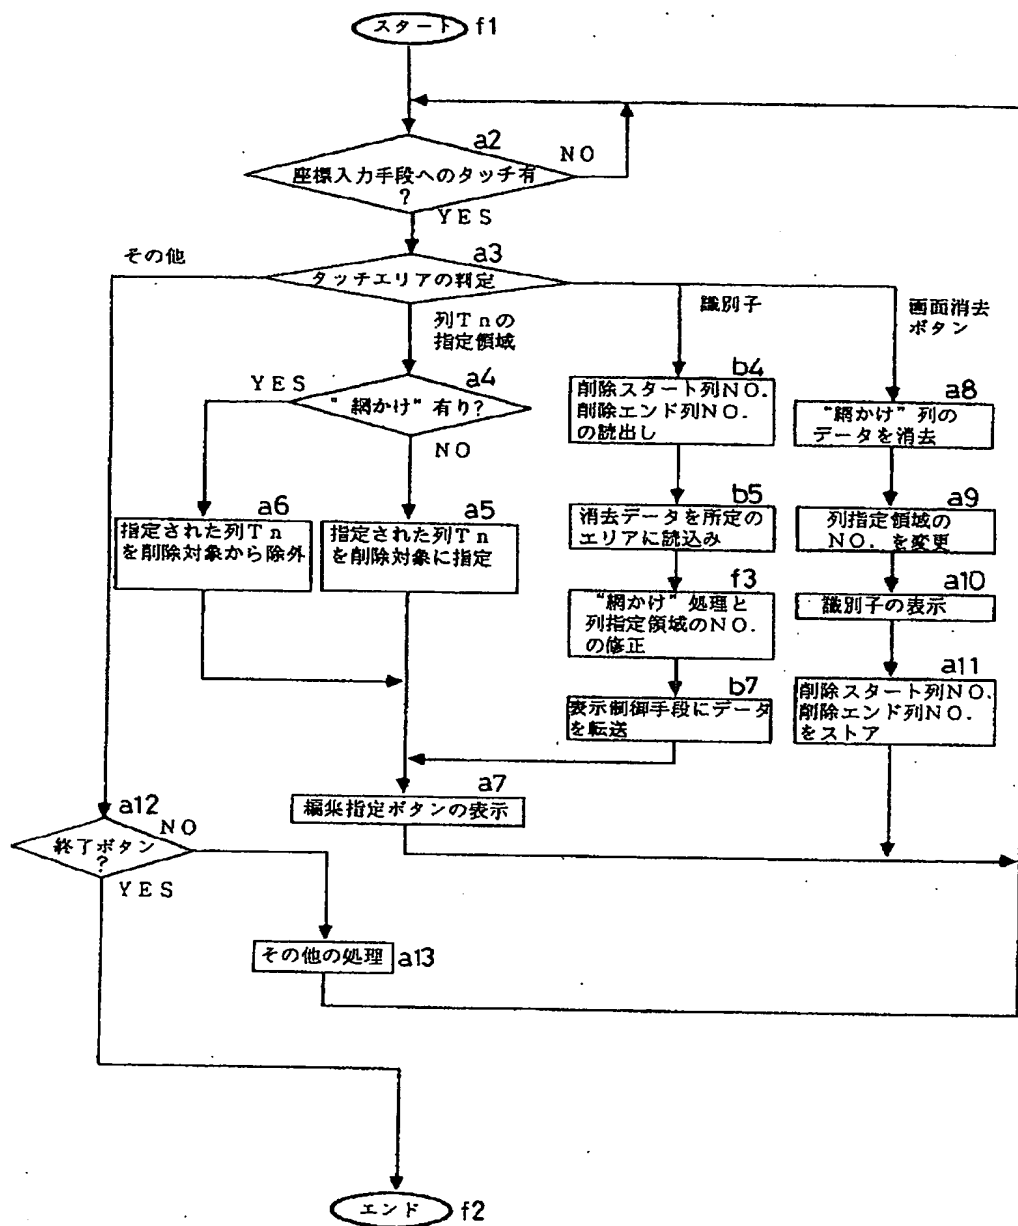 スタート f1
a2
座標入力手段へのタッチ有
?
NO
YES
その他
a3
タッチエリアの判定
列Tnの
指定領域
識別子
画面消去
ボタン
a4
YES
"網かけ"有り?
NO
b4
削除スタート列NO.
削除エンド列NO.
の読出し
a8
"網かけ"列の
データを消去
a6
指定された列Tn
を削除対象から除外
a5
指定された列Tn
を削除対象に指定
b5
消去データを所定の
エリアに読込み
a9
列指定領域の
NO.を変更
f3
"網かけ"処理と
列指定領域のNO.
の修正
a10
識別子の表示
b7
表示制御手段にデータ
を転送
a11
削除スタート列NO.
削除エンド列NO.
をストア
a7
編集指定ボタンの表示
a12
終了ボタン
?
NO
YES
その他の処理 a13
エンド f2